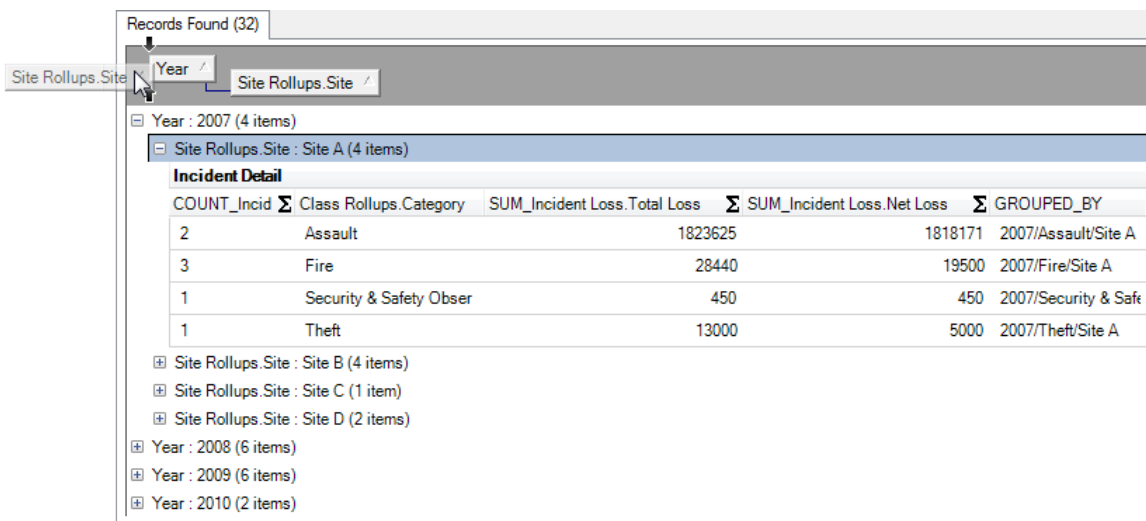 Records Found (32)
Site Rollups.Site
Year
Site Rollups.Site
Year : 2007 (4 items)
Site Rollups.Site : Site A (4 items)
Incident Detail
COUNT_Incid Σ Class Rollups.Category SUM_Incident Loss.Total Loss Σ SUM_Incident Loss.Net Loss Σ GROUPED_BY
2 Assault 1823625 1818171 2007/Assault/Site A
3 Fire 28440 19500 2007/Fire/Site A
1 Security & Safety Obser 450 450 2007/Security & Safe
1 Theft 13000 5000 2007/Theft/Site A
Site Rollups.Site : Site B (4 items)
Site Rollups.Site : Site C (1 item)
Site Rollups.Site : Site D (2 items)
Year : 2008 (6 items)
Year : 2009 (6 items)
Year : 2010 (2 items)